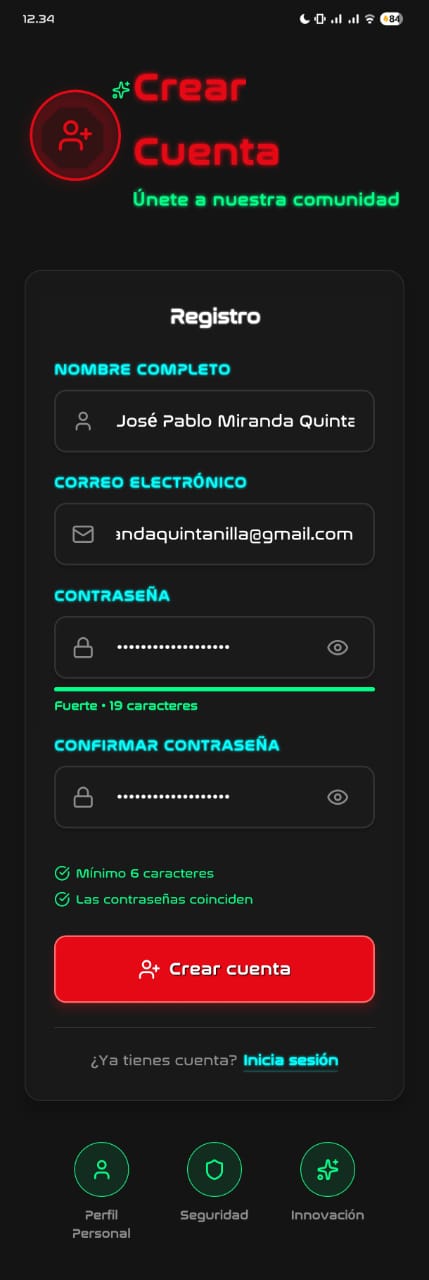 12.34
84
Crear
Cuenta
Únete a nuestra comunidad
Registro
NOMBRE COMPLETO
José Pablo Miranda Quinta
CORREO ELECTRÓNICO
andaquintanilla@gmail.com
CONTRASEÑA
•••••••••••••••••••
Fuerte • 19 caracteres
CONFIRMAR CONTRASEÑA
•••••••••••••••••••
Mínimo 6 caracteres
Las contraseñas coinciden
Crear cuenta
¿Ya tienes cuenta? Inicia sesión
Perfil Personal
Seguridad
Innovación